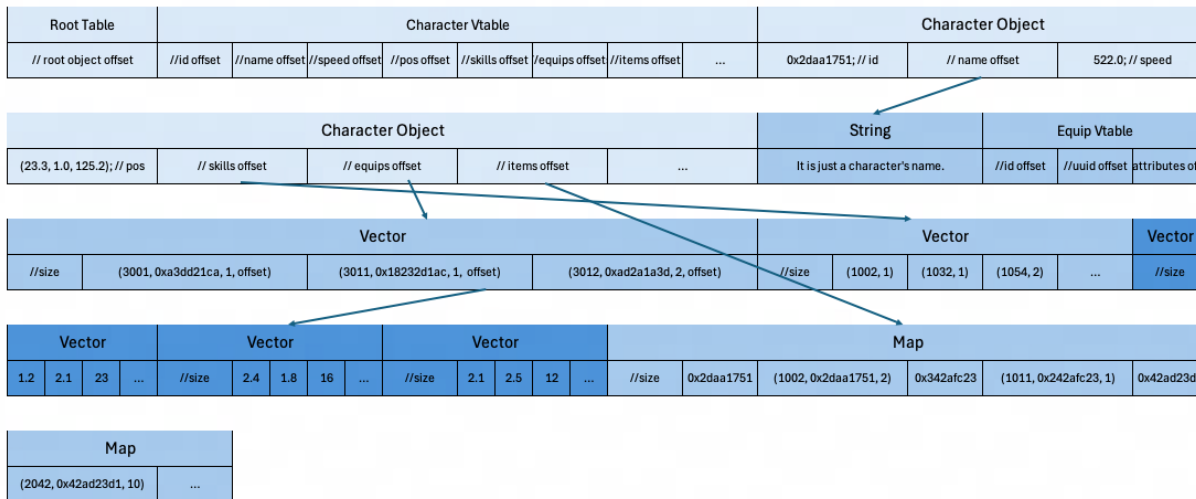 Root Table
Character Vtable
Character Object
// root object offset
//id offset
//name offset
//speed offset
//pos offset
//skills offset
//equips offset
//items offset
...
0x2daa1751; // id
// name offset
522.0; // speed
Character Object
String
Equip Vtable
(23.3, 1.0, 125.2); // pos
// skills offset
// equips offset
// items offset
...
It is just a character's name.
//id offset
//uuid offset
attributes of
Vector
Vector
Vector
//size
(3001, 0xa3dd21ca, 1, offset)
(3011, 0x18232d1ac, 1, offset)
(3012, 0xad2a1a3d, 2, offset)
//size
(1002, 1)
(1032, 1)
(1054, 2)
...
//size
Vector
Vector
Vector
Map
1.2
2.1
23
...
//size
2.4
1.8
16
...
//size
2.1
2.5
12
...
//size
0x2daa1751
(1002, 0x2daa1751, 2)
0x342afc23
(1011, 0x242afc23, 1)
0x42ad23d
Map
(2042, 0x42ad23d1, 10)
...